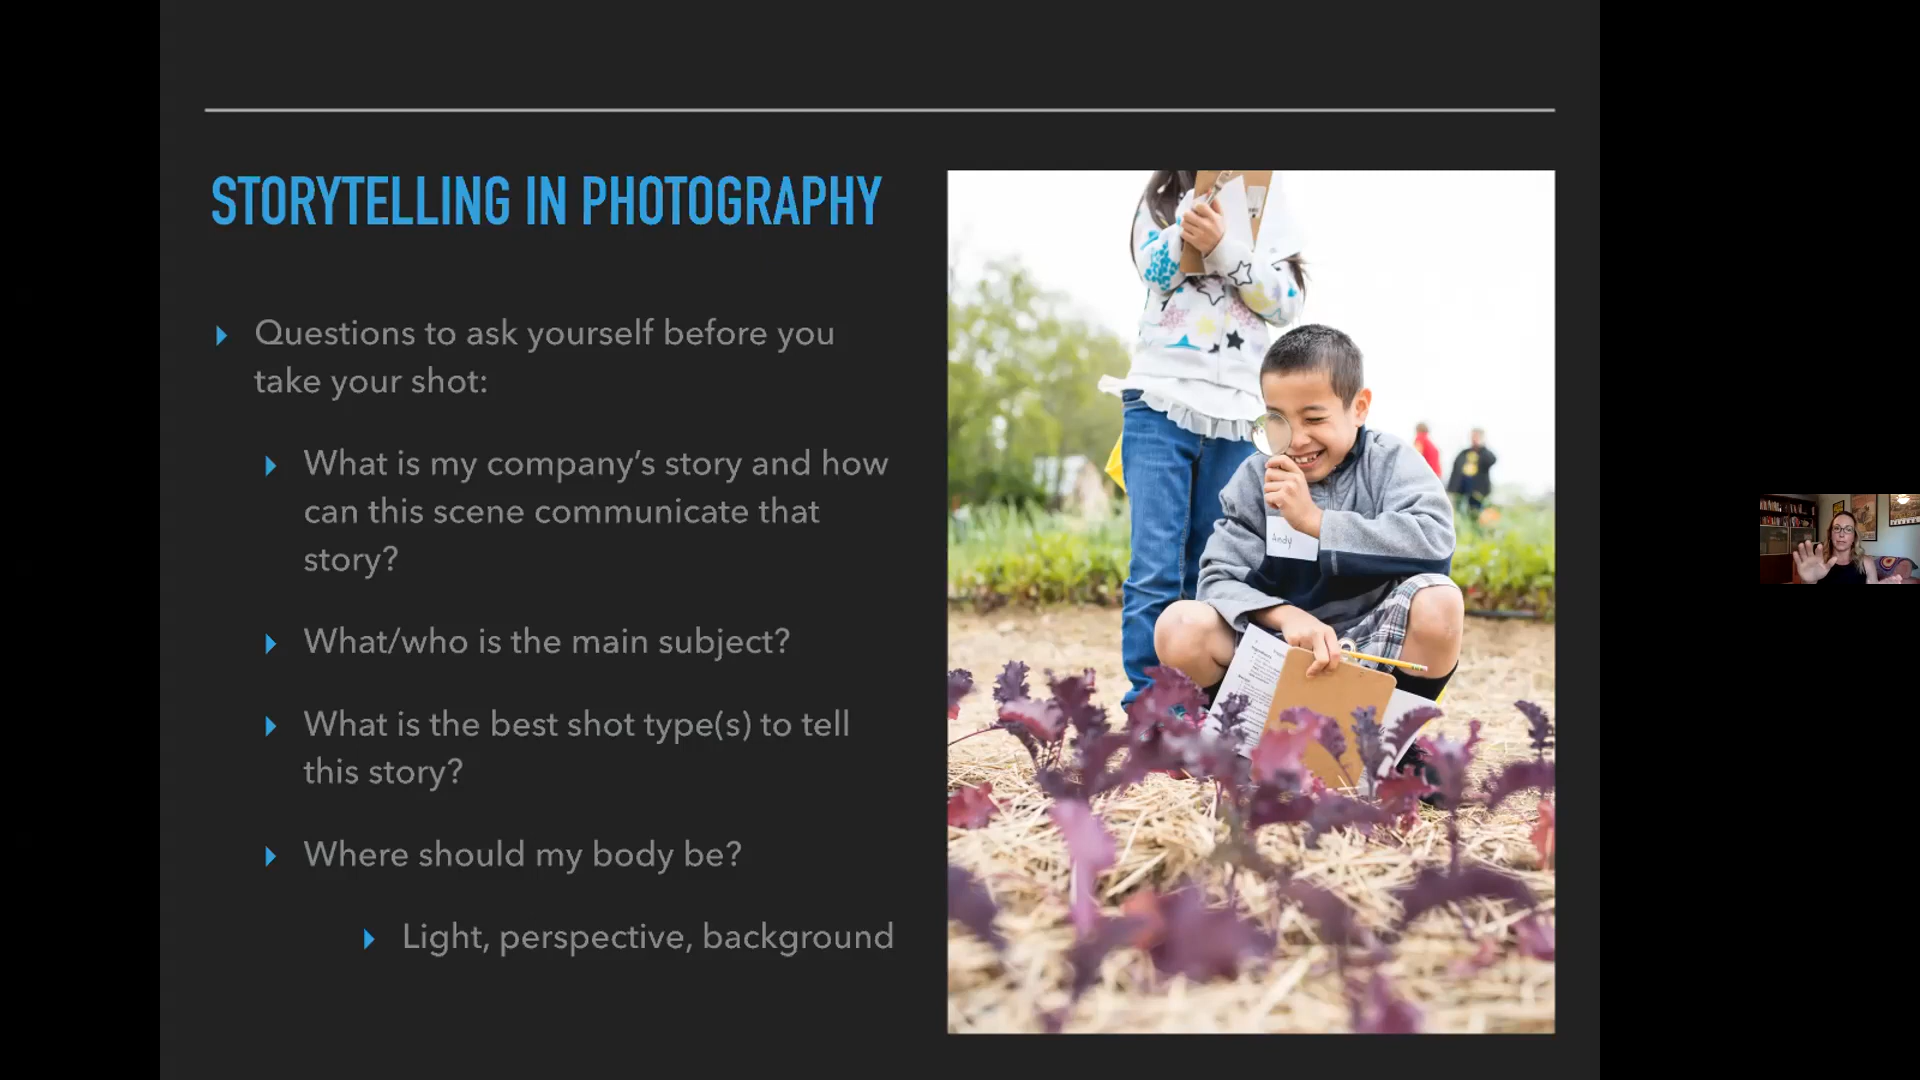 STORYTELLING IN PHOTOGRAPHY
Questions to ask yourself before you
take your shot:
What is my company's story and how
can this scene communicate that
story?
What/who is the main subject?
What is the best shot type(s) to tell
this story?
Where should my body be?
Light, perspective, background
Andy